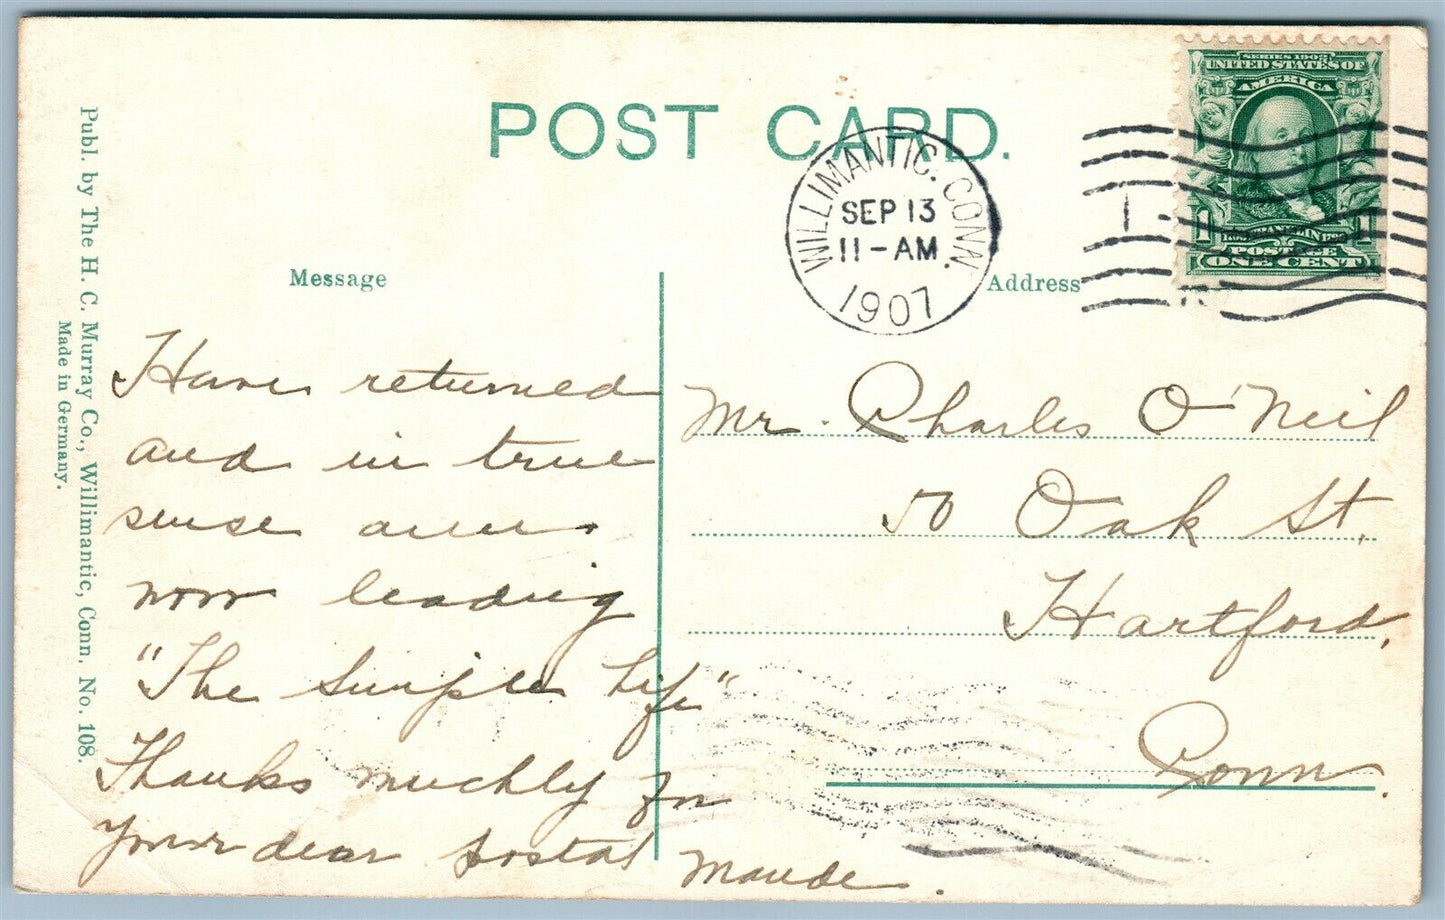 POST CARD.
SERIES 1902
UNITED STATES OF
AMERICA
1 1
POSTAGE
ONE CENT
WILLIMANTIC. CONN.
SEP 13
11-AM
1907
Message
Address
Publ. by The H. C. Murray Co., Willimantic, Conn. No. 108.
Made in Germany.
Have returned
and in true
sense am
now leading
"The Simple Life"
Thanks muchly for
your dear postal Maude.
Mr. Charles O'Neil
50 Oak St.
Hartford,
Conn.